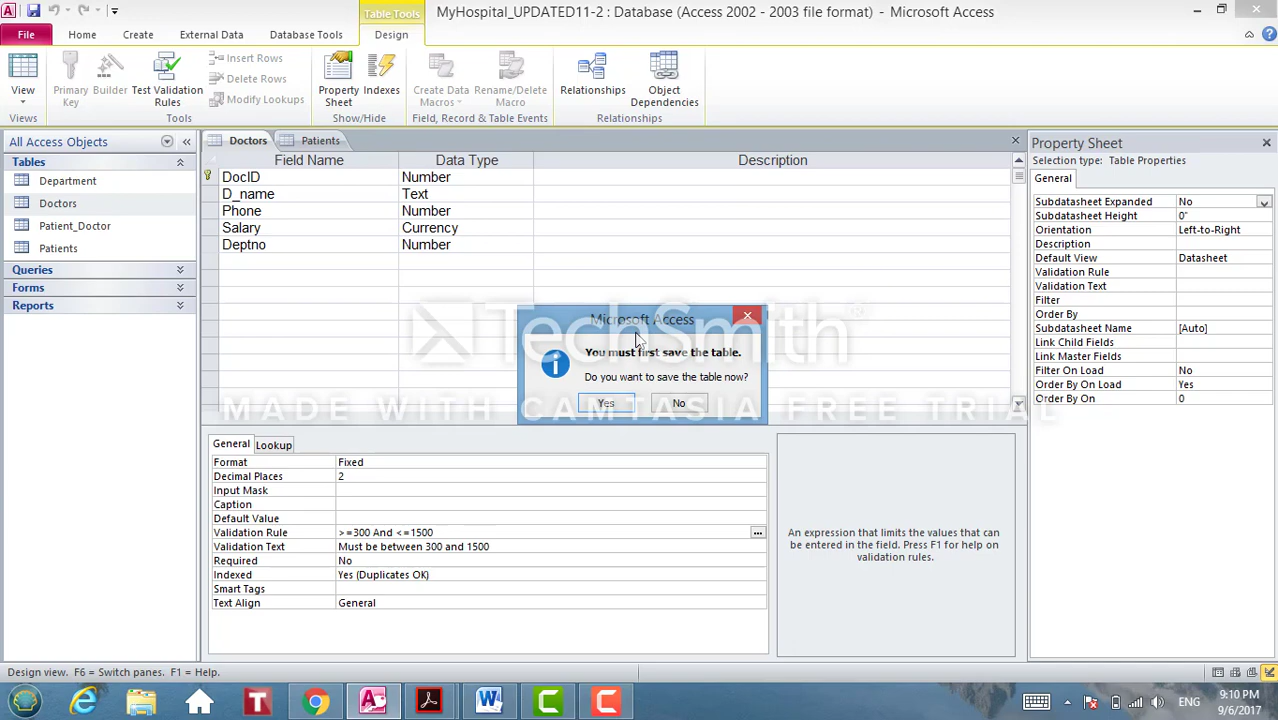 MyHospital_UPDATED11-2 : Database (Access 2002 - 2003 file format) - Microsoft Access
Table Tools
File
Home
Create
External Data
Database Tools
Design
View
Primary
Key
Builder
Test Validation
Rules
Insert Rows
Delete Rows
Modify Lookups
Property
Sheet
Indexes
Create Data
Macros
Rename/Delete
Macro
Relationships
Object
Dependencies
Views
Tools
Show/Hide
Field, Record & Table Events
Relationships
All Access Objects
Tables
Department
Doctors
Patient_Doctor
Patients
Queries
Forms
Reports
Doctors
Patients
Field Name Data Type Description
DocID Number
D_name Text
Phone Number
Salary Currency
Deptno Number
Microsoft Access
You must first save the table.
Do you want to save the table now?
Yes No
TechSmith
MADE WITH CAMTASIA FREE TRIAL
General Lookup
Format Fixed
Decimal Places 2
Input Mask
Caption
Default Value
Validation Rule >=300 And <=1500
Validation Text Must be between 300 and 1500
Required No
Indexed Yes (Duplicates OK)
Smart Tags
Text Align General
An expression that limits the values that can
be entered in the field. Press F1 for help on
validation rules.
Property Sheet
Selection type: Table Properties
General
Subdatasheet Expanded No
Subdatasheet Height 0"
Orientation Left-to-Right
Description
Default View Datasheet
Validation Rule
Validation Text
Filter
Order By
Subdatasheet Name [Auto]
Link Child Fields
Link Master Fields
Filter On Load No
Order By On Load Yes
Order By On 0
Design view. F6 = Switch panes. F1 = Help.
ENG
9:10 PM
9/6/2017